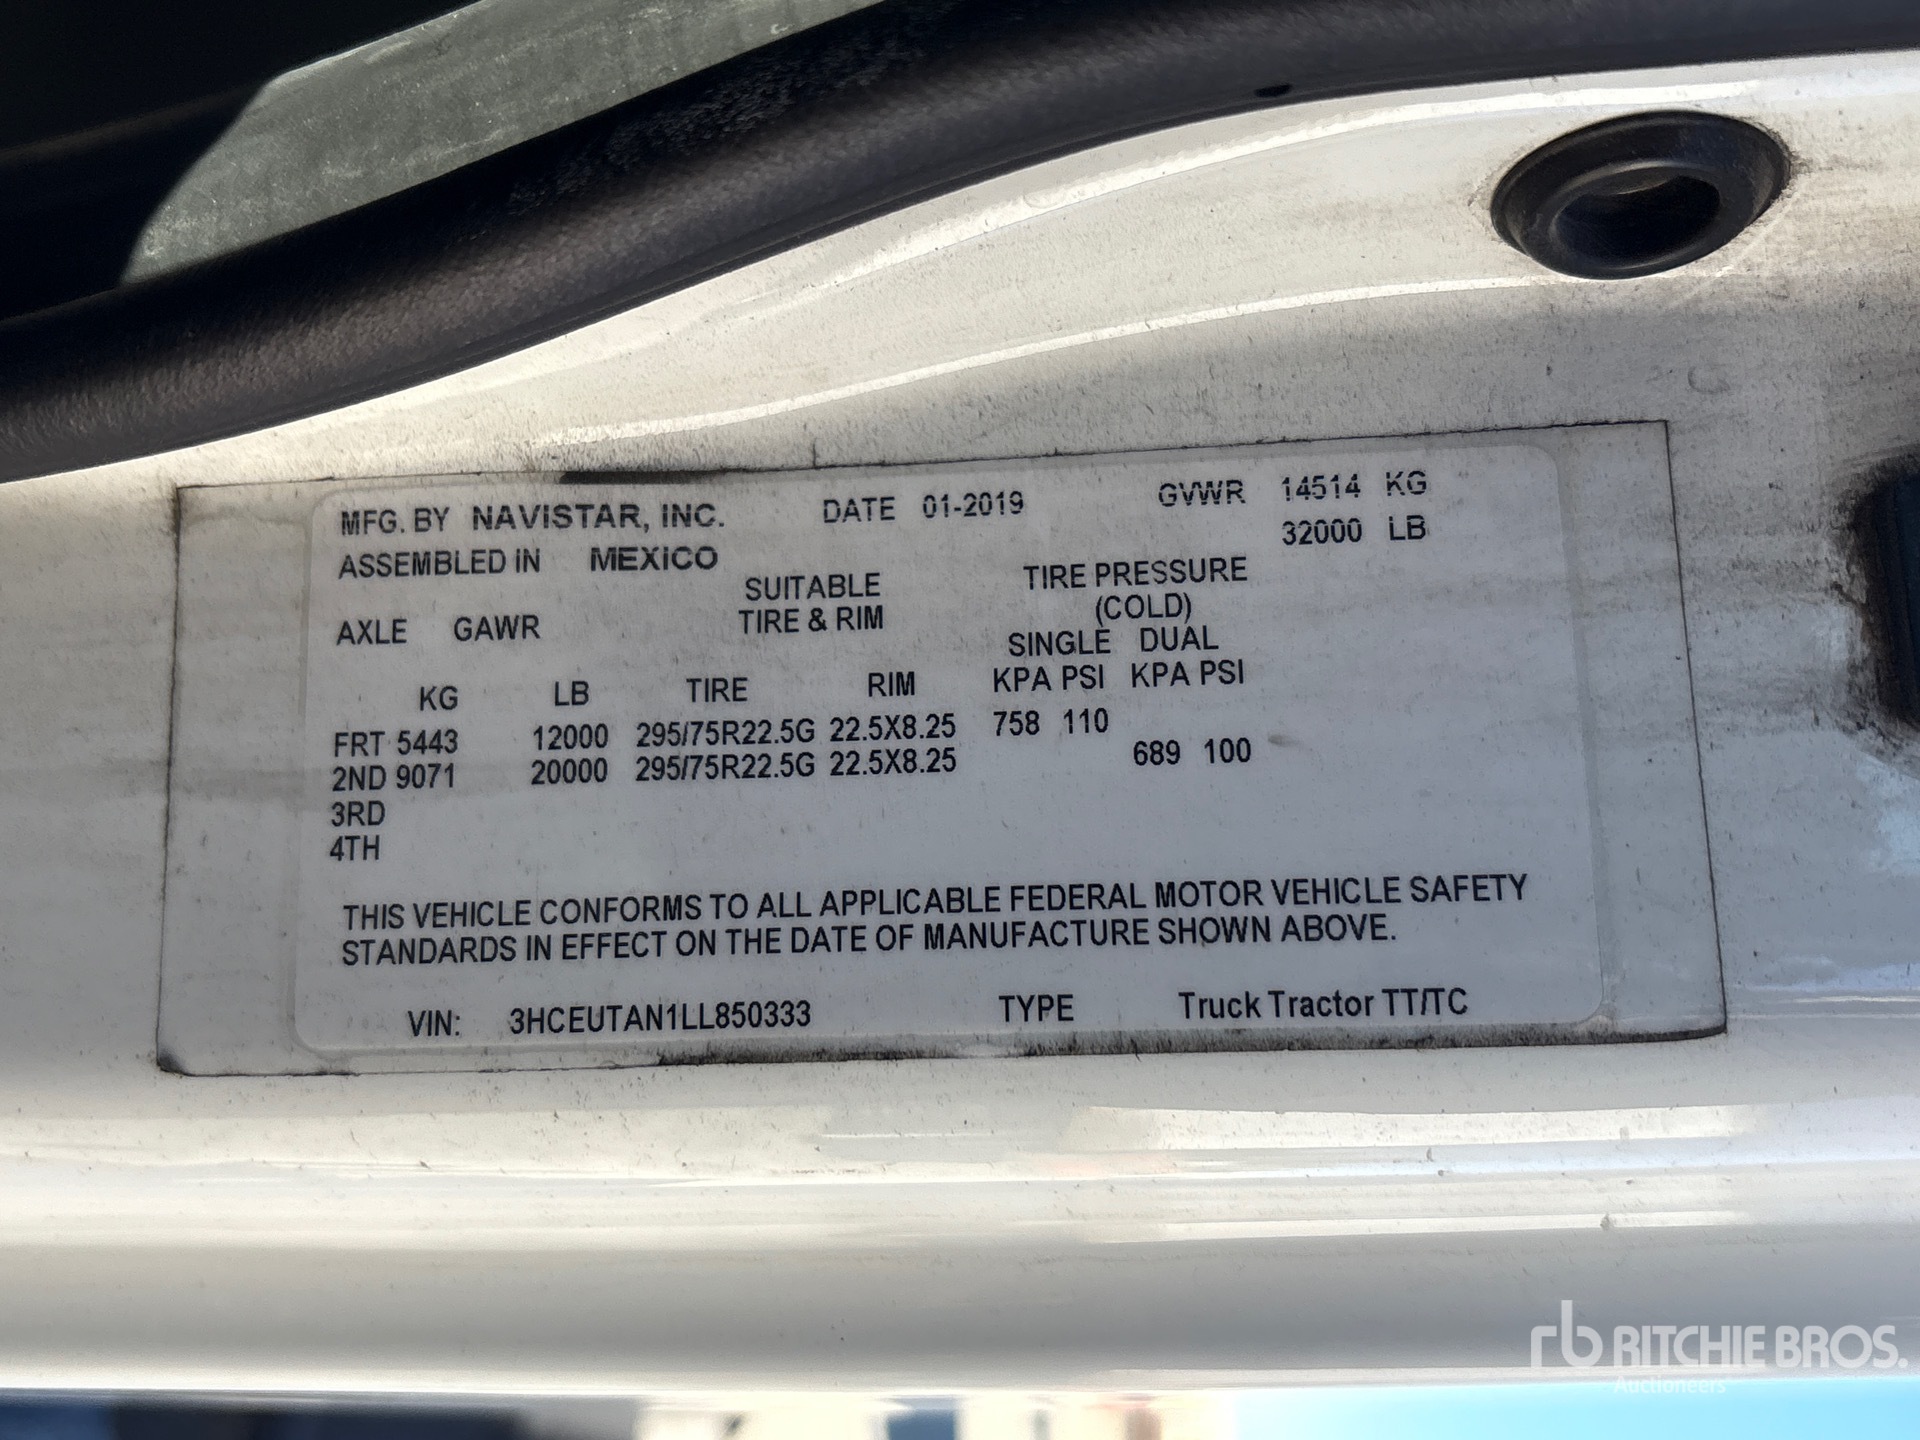 MFG. BY NAVISTAR, INC. DATE 01-2019 GVWR 14514 KG
32000 LB
ASSEMBLED IN MEXICO
SUITABLE TIRE PRESSURE
TIRE & RIM (COLD)
AXLE GAWR SINGLE DUAL
KG LB TIRE RIM KPA PSI KPA PSI
FRT 5443 12000 295/75R22.5G 22.5X8.25 758 110
2ND 9071 20000 295/75R22.5G 22.5X8.25 689 100
3RD
4TH
THIS VEHICLE CONFORMS TO ALL APPLICABLE FEDERAL MOTOR VEHICLE SAFETY
STANDARDS IN EFFECT ON THE DATE OF MANUFACTURE SHOWN ABOVE.
VIN: 3HCEUTAN1LL850333 TYPE Truck Tractor TT/TC
rb RITCHIE BROS.
Auctioneers